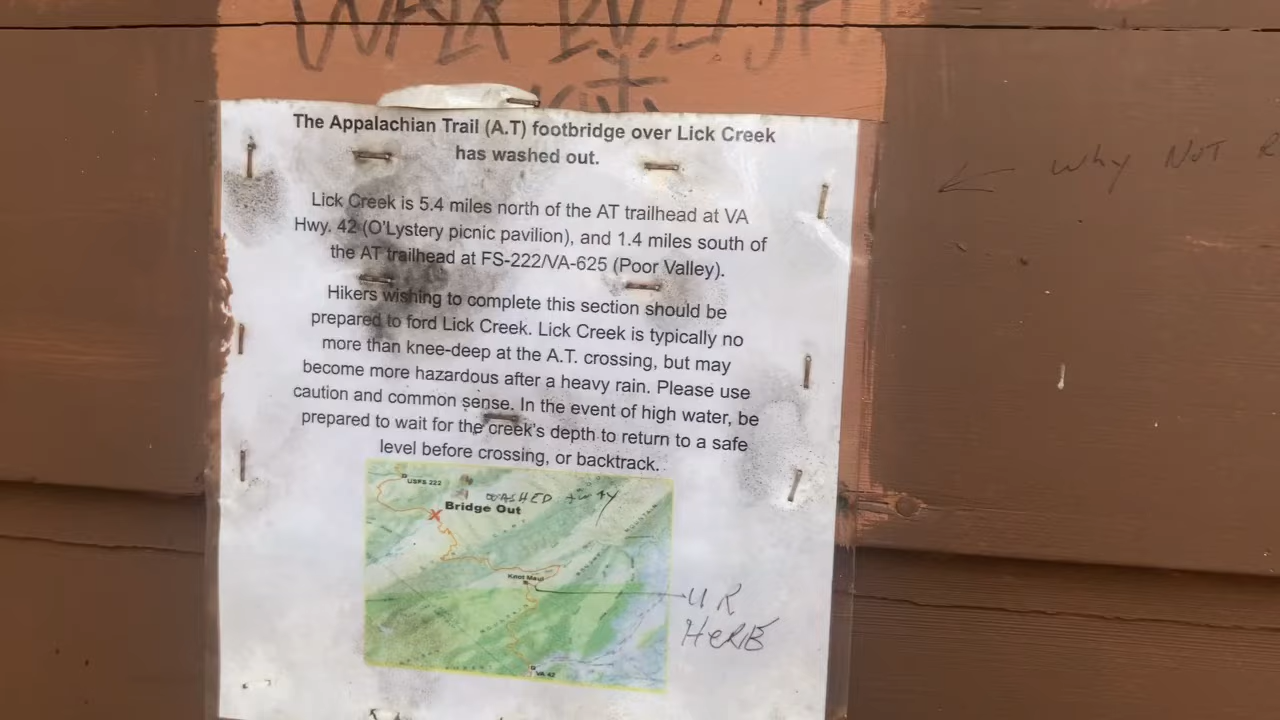 WALK
The Appalachian Trail (A.T) footbridge over Lick Creek
has washed out.
Why NOT
Lick Creek is 5.4 miles north of the AT trailhead at VA
Hwy. 42 (O'Lystery picnic pavilion), and 1.4 miles south of
the AT trailhead at FS-222/VA-625 (Poor Valley).
Hikers wishing to complete this section should be
prepared to ford Lick Creek. Lick Creek is typically no
more than knee-deep at the A.T. crossing, but may
become more hazardous after a heavy rain. Please use
caution and common sense. In the event of high water, be
prepared to wait for the creek's depth to return to a safe
level before crossing, or backtrack.
USFS 222
WASHED AWAY
Bridge Out
Knot Maul
U R
HERE
VA 42